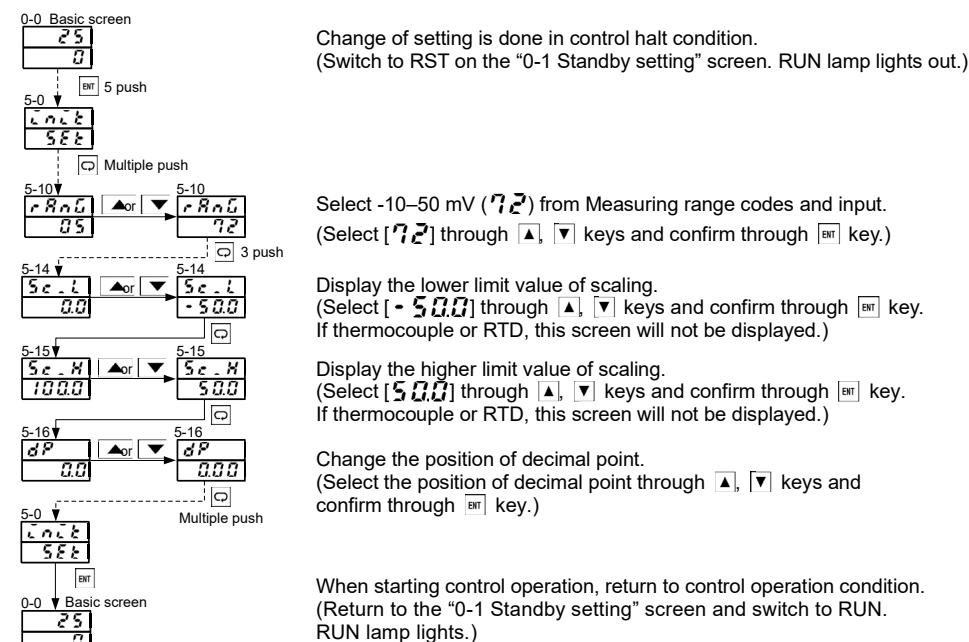 0-0 Basic screen
25
0
Change of setting is done in control halt condition.
(Switch to RST on the “0-1 Standby setting” screen. RUN lamp lights out.)
ENT 5 push
5-0
init
SEt
Multiple push
5-10 5-10
rAnG ▲or ▼ rAnG
05 72
Select -10–50 mV (72) from Measuring range codes and input.
(Select [72] through ▲, ▼ keys and confirm through ENT key.)
3 push
5-14 5-14
Sc_L ▲or ▼ Sc_L
0.0 -50.0
Display the lower limit value of scaling.
(Select [-50.0] through ▲, ▼ keys and confirm through ENT key.
If thermocouple or RTD, this screen will not be displayed.)
5-15 5-15
Sc_H ▲or ▼ Sc_H
100.0 50.0
Display the higher limit value of scaling.
(Select [50.0] through ▲, ▼ keys and confirm through ENT key.
If thermocouple or RTD, this screen will not be displayed.)
5-16 5-16
dP ▲or ▼ dP
0.0 0.00
Change the position of decimal point.
(Select the position of decimal point through ▲, ▼ keys and
confirm through ENT key.)
Multiple push
5-0
init
SEt
ENT
0-0 Basic screen
25
0
When starting control operation, return to control operation condition.
(Return to the “0-1 Standby setting” screen and switch to RUN.
RUN lamp lights.)